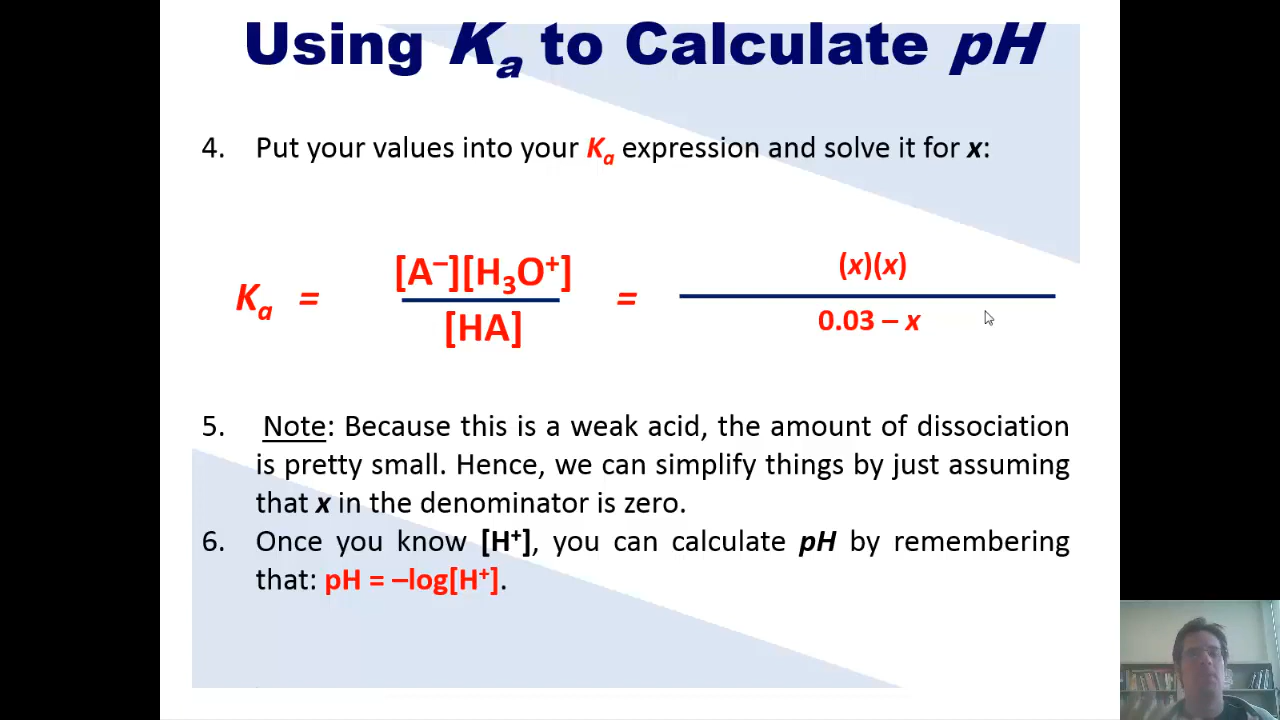 Using Ka to Calculate pH
4. Put your values into your Ka expression and solve it for x:
Ka = [A–][H3O+] / [HA] = (x)(x) / 0.03 – x
5. Note: Because this is a weak acid, the amount of dissociation
is pretty small. Hence, we can simplify things by just assuming
that x in the denominator is zero.
6. Once you know [H+], you can calculate pH by remembering
that: pH = –log[H+].